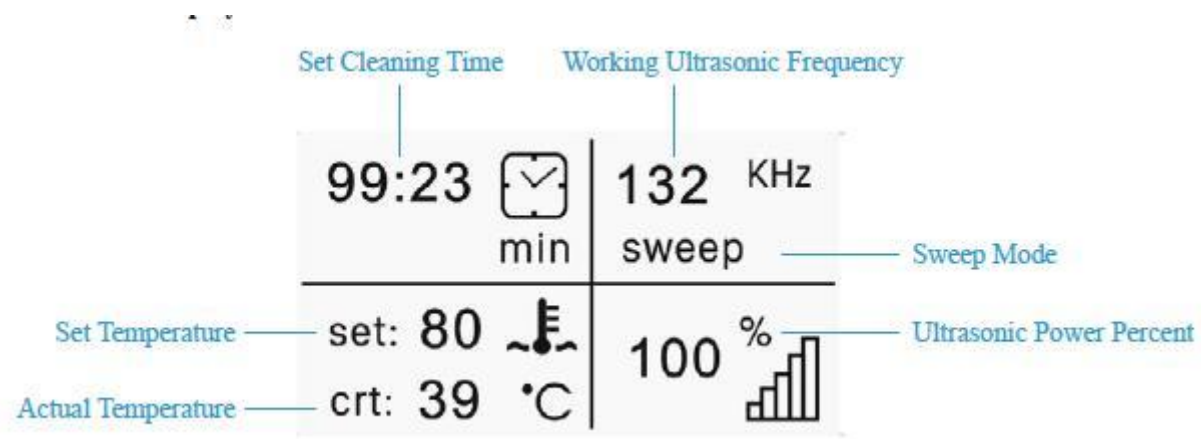 Set Cleaning Time Working Ultrasonic Frequency
99:23 132 KHz
min sweep Sweep Mode
Set Temperature set: 80 100 % Ultrasonic Power Percent
Actual Temperature crt: 39 °C